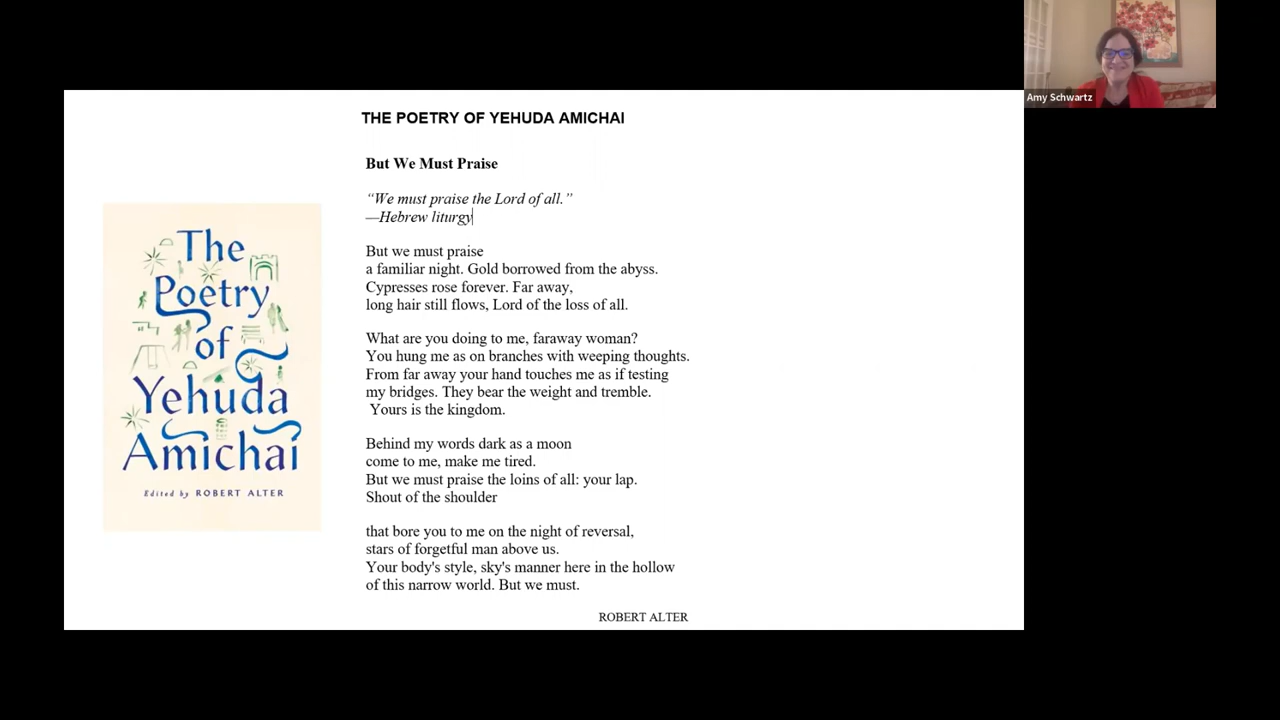 Amy Schwartz
THE POETRY OF YEHUDA AMICHAI
But We Must Praise
“We must praise the Lord of all.”
—Hebrew liturgy
But we must praise
a familiar night. Gold borrowed from the abyss.
Cypresses rose forever. Far away,
long hair still flows, Lord of the loss of all.
What are you doing to me, faraway woman?
You hung me as on branches with weeping thoughts.
From far away your hand touches me as if testing
my bridges. They bear the weight and tremble.
Yours is the kingdom.
Behind my words dark as a moon
come to me, make me tired.
But we must praise the loins of all: your lap.
Shout of the shoulder
that bore you to me on the night of reversal,
stars of forgetful man above us.
Your body's style, sky's manner here in the hollow
of this narrow world. But we must.
ROBERT ALTER
The
Poetry
of
Yehuda
Amichai
Edited by ROBERT ALTER